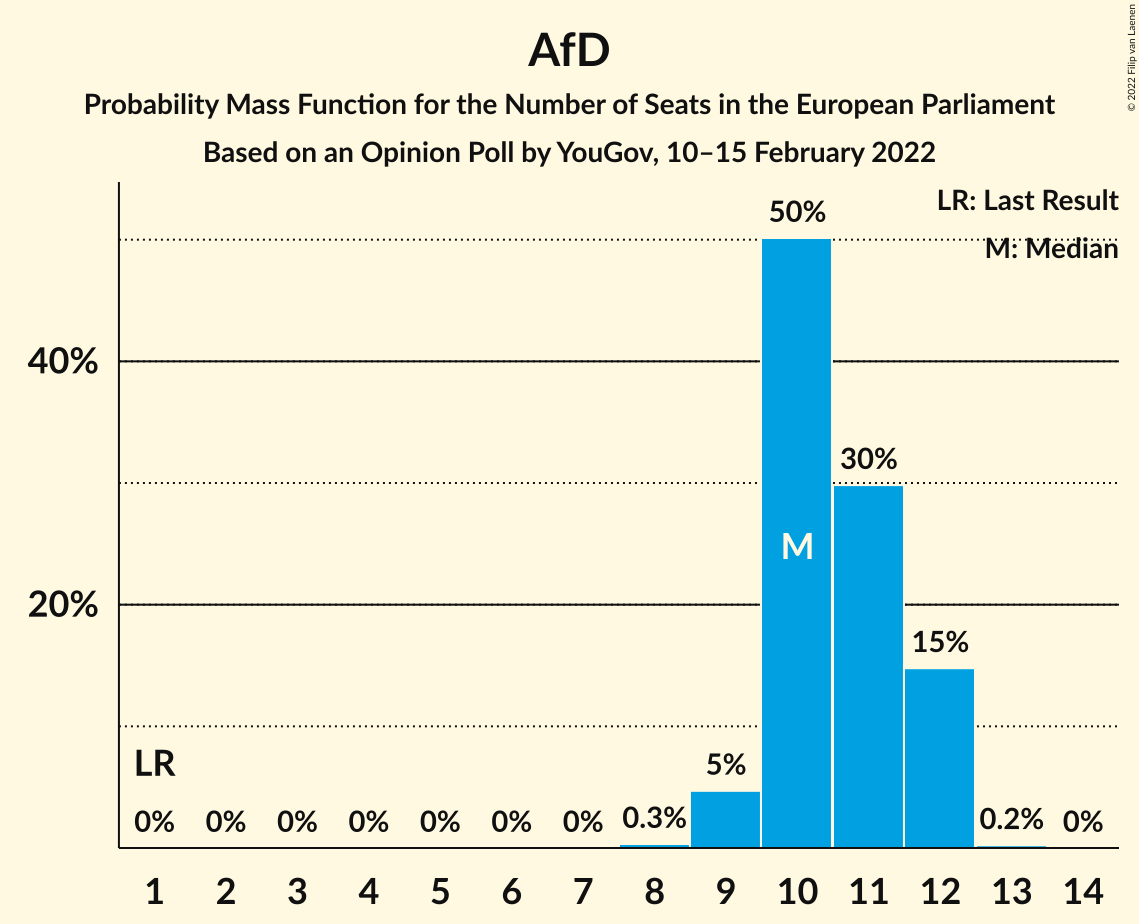 AfD
Probability Mass Function for the Number of Seats in the European Parliament
Based on an Opinion Poll by YouGov, 10–15 February 2022
© 2022 Filip van Laenen
LR: Last Result
M: Median
50%
40%
30%
M
20%
15%
LR
5%
0% 0% 0% 0% 0% 0% 0% 0.3% 0.2% 0%
1 2 3 4 5 6 7 8 9 10 11 12 13 14